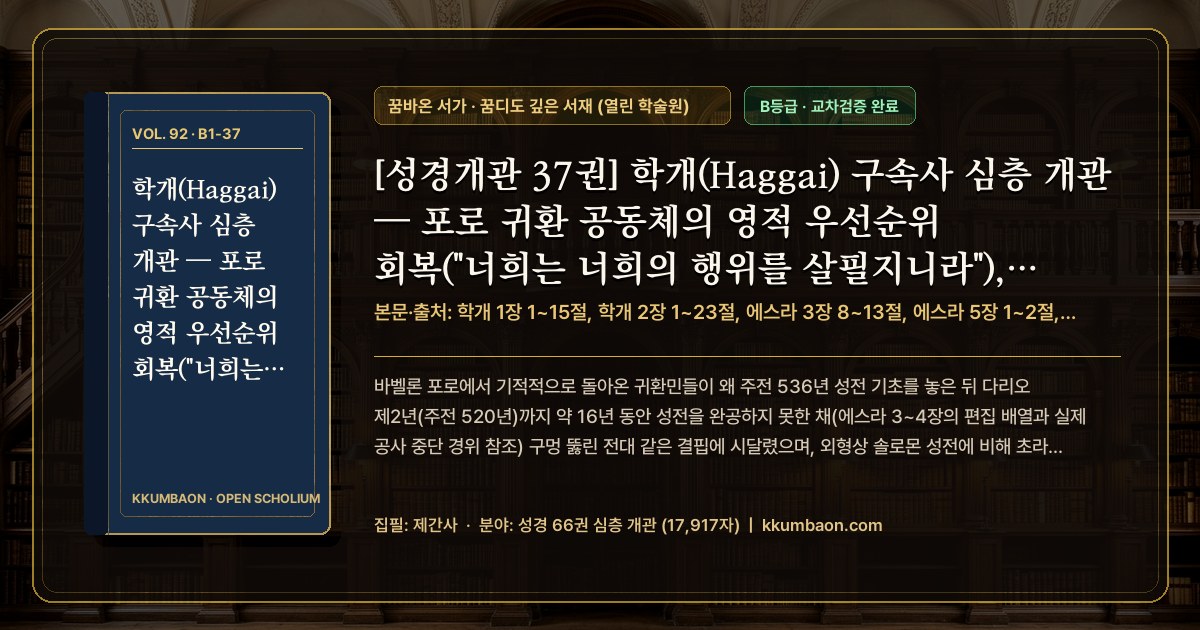 VOL. 92 · B1-37
학개(Haggai)
구속사 심층
개관 — 포로
귀환 공동체의
영적 우선순위
회복("너희는…
KKUMBAON · OPEN SCHOLIUM
꿈바온 서가 · 꿈디도 깊은 서재 (열린 학술원)
B등급 · 교차검증 완료
[성경개관 37권] 학개(Haggai) 구속사 심층 개관
— 포로 귀환 공동체의 영적 우선순위
회복("너희는 너희의 행위를 살필지니라"),…
본문·출처: 학개 1장 1~15절, 학개 2장 1~23절, 에스라 3장 8~13절, 에스라 5장 1~2절,…
바벨론 포로에서 기적적으로 돌아온 귀환민들이 왜 주전 536년 성전 기초를 놓은 뒤 다리오
제2년(주전 520년)까지 약 16년 동안 성전을 완공하지 못한 채(에스라 3~4장의 편집 배열과 실제
공사 중단 경위 참조) 구멍 뚫린 전대 같은 결핍에 시달렸으며, 외형상 솔로몬 성전에 비해 초라…
집필: 제간사 · 분야: 성경 66권 심층 개관 (17,917자) | kkumbaon.com